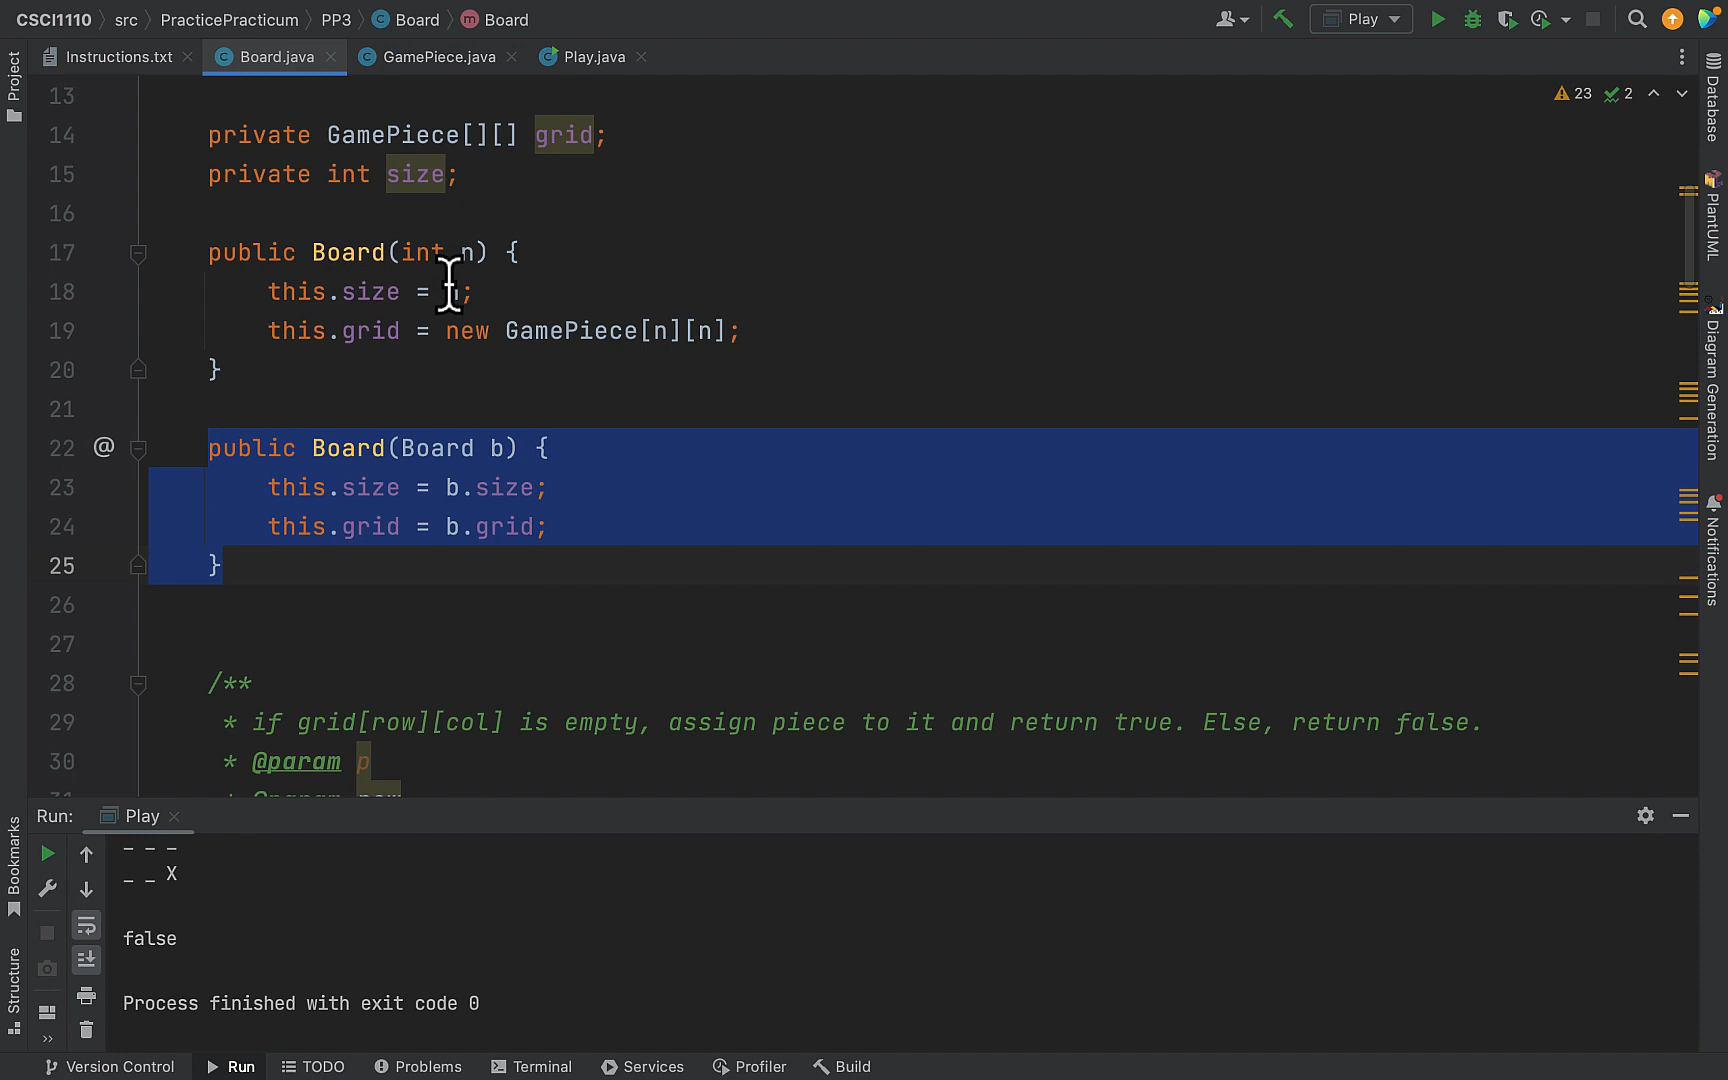 CSCI1110 〉 src 〉 PracticePracticum 〉 PP3 〉 Board 〉 m Board
Play
Instructions.txt
Board.java
GamePiece.java
Play.java
Project
13
14 private GamePiece[][] grid;
15 private int size;
16
17 public Board(int n) {
18 this.size = n;
19 this.grid = new GamePiece[n][n];
20 }
21
22 @ public Board(Board b) {
23 this.size = b.size;
24 this.grid = b.grid;
25 }
26
27
28 /**
29 * if grid[row][col] is empty, assign piece to it and return true. Else, return false.
30 * @param p
23 2
Database
PlantUML
Diagram Generation
Notifications
Run: Play
_ _ _
_ _ X
false
Process finished with exit code 0
Bookmarks
Structure
Version Control Run TODO Problems Terminal Services Profiler Build